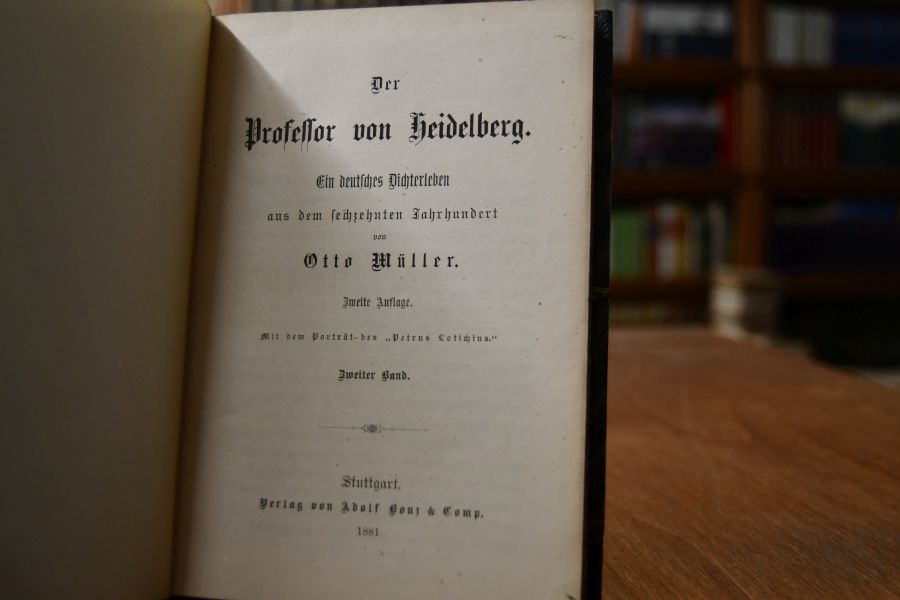 Der
Professor von Heidelberg.
Ein deutsches Dichterleben
aus dem sechzehnten Jahrhundert
von
Otto Müller.
Zweite Auflage.
Mit dem Porträt des „Petrus Lotichius.“
Zweiter Band.
Stuttgart.
Verlag von Adolf Bonz & Comp.
1881